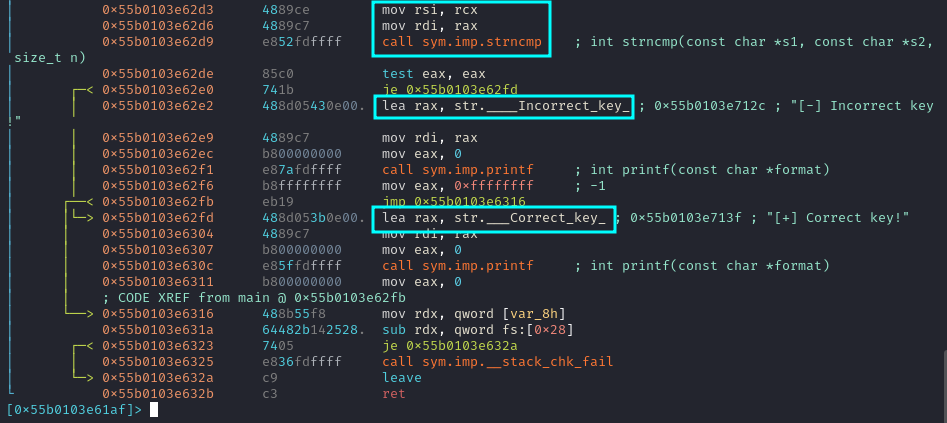 0×55b0103e62d3 4889ce mov rsi, rcx
0×55b0103e62d6 4889c7 mov rdi, rax
0×55b0103e62d9 e852fdffff call sym.imp.strncmp ; int strncmp(const char *s1, const char *s2,
size_t n)
0×55b0103e62de 85c0 test eax, eax
0×55b0103e62e0 741b je 0×55b0103e62fd
0×55b0103e62e2 488d05430e00. lea rax, str.____Incorrect_key_ ; 0×55b0103e712c ; "[-] Incorrect key
!"
0×55b0103e62e9 4889c7 mov rdi, rax
0×55b0103e62ec b800000000 mov eax, 0
0×55b0103e62f1 e87afdffff call sym.imp.printf ; int printf(const char *format)
0×55b0103e62f6 b8ffffffff mov eax, 0×ffffffff ; -1
0×55b0103e62fb eb19 jmp 0×55b0103e6316
0×55b0103e62fd 488d053b0e00. lea rax, str.___Correct_key_ ; 0×55b0103e713f ; "[+] Correct key!"
0×55b0103e6304 4889c7 mov rdi, rax
0×55b0103e6307 b800000000 mov eax, 0
0×55b0103e630c e85ffdffff call sym.imp.printf ; int printf(const char *format)
0×55b0103e6311 b800000000 mov eax, 0
; CODE XREF from main @ 0×55b0103e62fb
0×55b0103e6316 488b55f8 mov rdx, qword [var_8h]
0×55b0103e631a 64482b142528. sub rdx, qword fs:[0×28]
0×55b0103e6323 7405 je 0×55b0103e632a
0×55b0103e6325 e836fdffff call sym.imp.__stack_chk_fail
0×55b0103e632a c9 leave
0×55b0103e632b c3 ret
[0×55b0103e61af]>